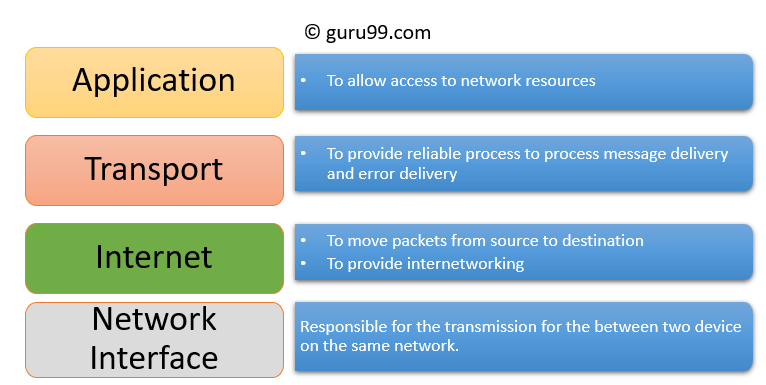 © guru99.com
Application
• To allow access to network resources
Transport
• To provide reliable process to process message delivery
and error delivery
Internet
• To move packets from source to destination
• To provide internetworking
Network
Interface
Responsible for the transmission for the between two device
on the same network.